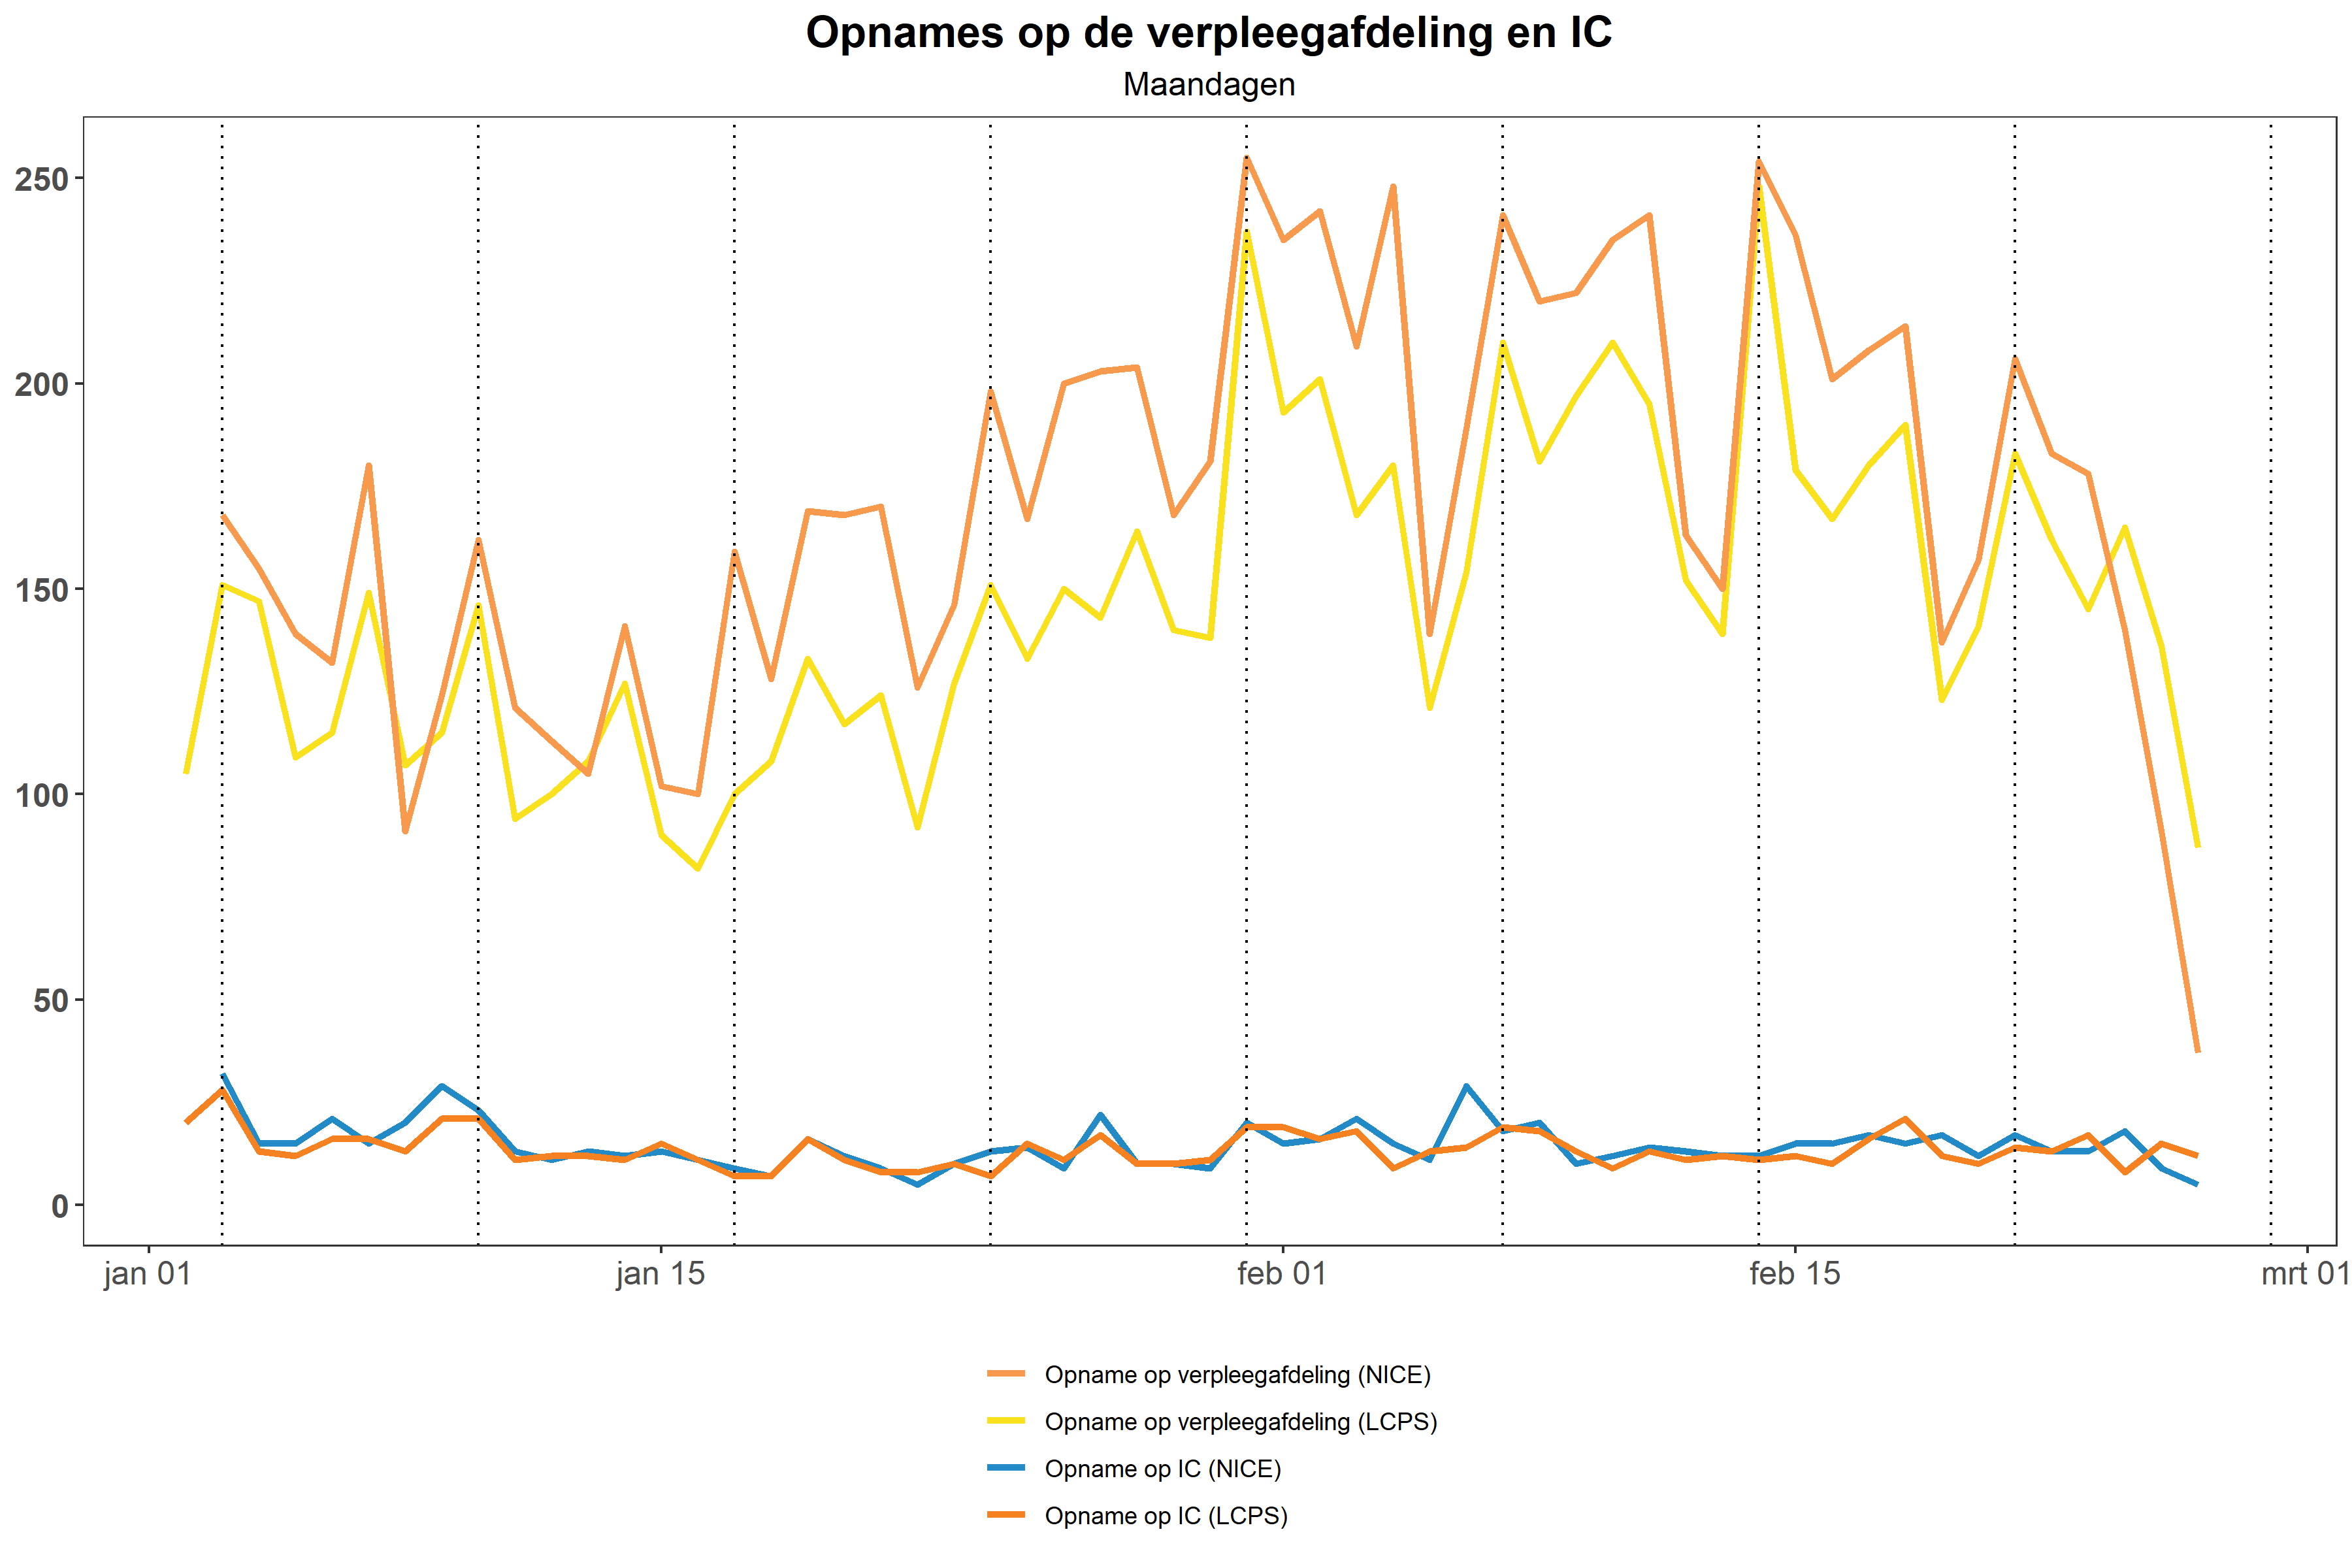 Opnames op de verpleegafdeling en IC
Maandagen
250
200
150
100
50
0
jan 01 jan 15 feb 01 feb 15 mrt 01
Opname op verpleegafdeling (NICE)
Opname op verpleegafdeling (LCPS)
Opname op IC (NICE)
Opname op IC (LCPS)